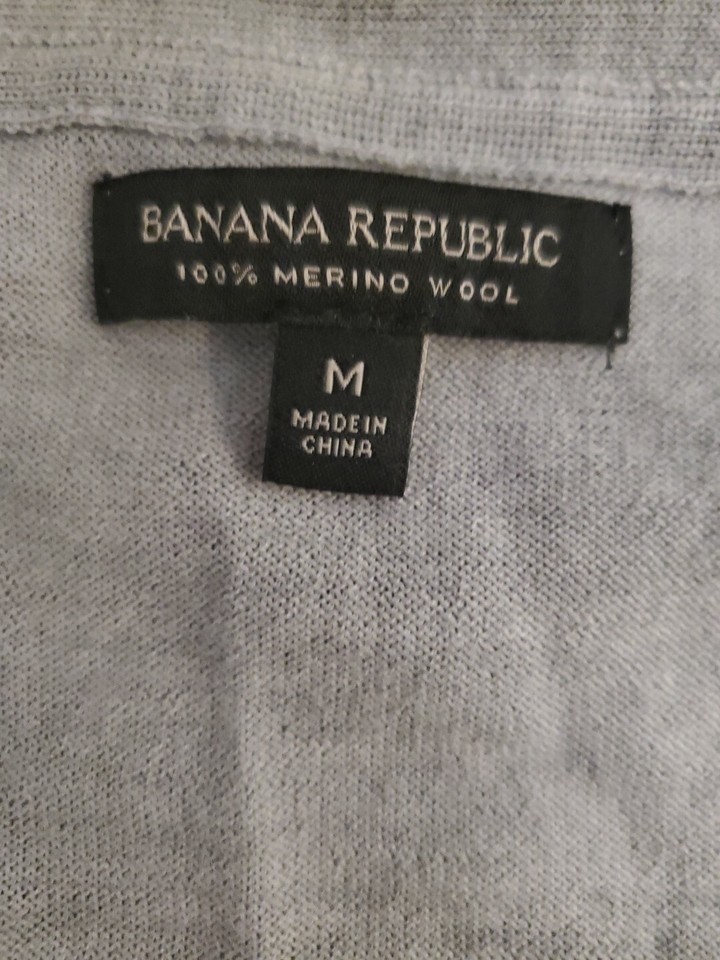 BANANA REPUBLIC
100% MERINO WOOL
M
MADE IN
CHINA